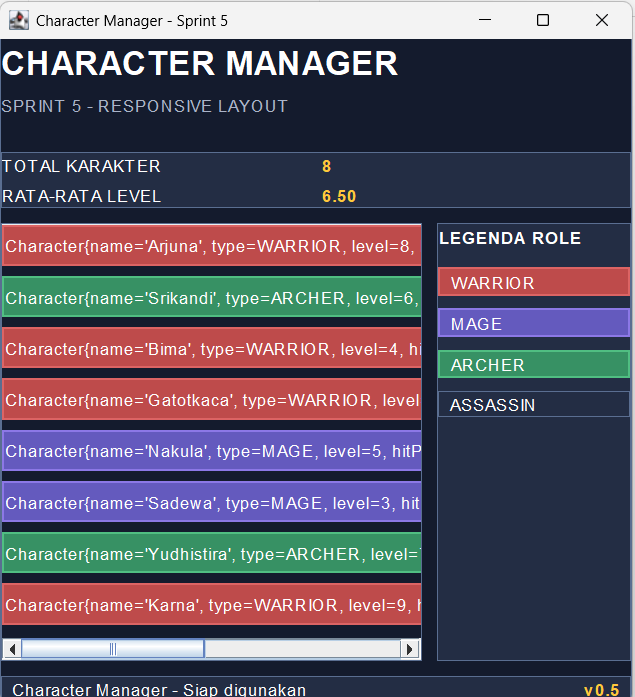 Character Manager - Sprint 5
CHARACTER MANAGER
SPRINT 5 - RESPONSIVE LAYOUT
TOTAL KARAKTER 8
RATA-RATA LEVEL 6.50
Character{name='Arjuna', type=WARRIOR, level=8,
Character{name='Srikandi', type=ARCHER, level=6,
Character{name='Bima', type=WARRIOR, level=4, hi
Character{name='Gatotkaca', type=WARRIOR, level
Character{name='Nakula', type=MAGE, level=5, hitP
Character{name='Sadewa', type=MAGE, level=3, hit
Character{name='Yudhistira', type=ARCHER, level=
Character{name='Karna', type=WARRIOR, level=9, h
LEGENDA ROLE
WARRIOR
MAGE
ARCHER
ASSASSIN
Character Manager - Siap digunakan v0.5